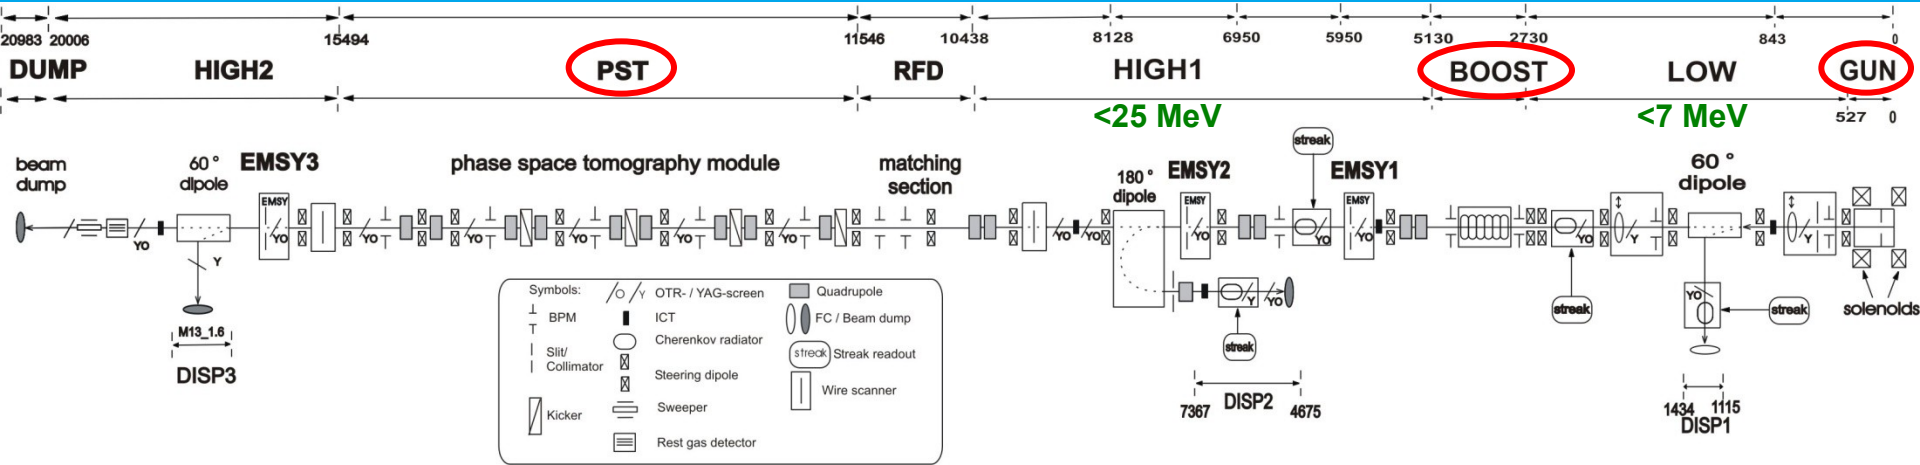 20983 20006 15494 11546 10438 8128 6950 5950 5130 2730 843 0
DUMP HIGH2 PST RFD HIGH1 BOOST LOW GUN
<25 MeV <7 MeV
527 0
beam
dump
60 °
dipole
EMSY3
phase space tomography module
matching
section
180 °
dipole
EMSY2
streak
EMSY1
60 °
dipole
EMSY
YO
YO
YO
YO
YO
YO
YO
YO
YO
YO
YO
EMSY
YO
YO
EMSY
YO
YO
Y
Y
Y
M13_1.6
DISP3
Y
YO
streak
7367 4675
DISP2
streak
YO
streak
solenoids
1434 1115
DISP1
Symbols:
BPM
Slit/
Collimator
Kicker
O Y OTR- / YAG-screen
ICT
Cherenkov radiator
Steering dipole
Sweeper
Rest gas detector
Quadrupole
FC / Beam dump
streak Streak readout
Wire scanner